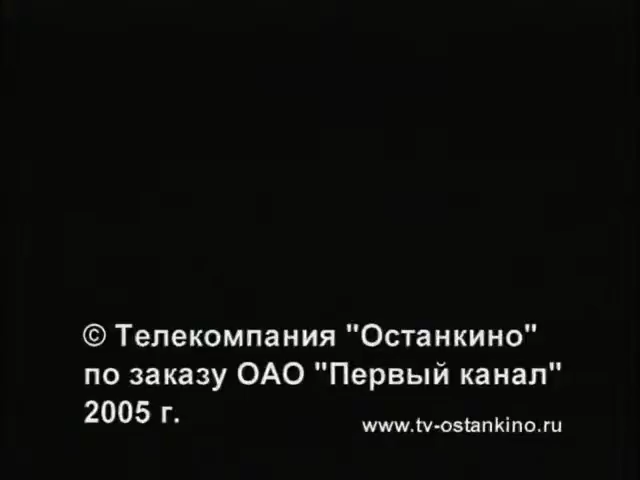 © Телекомпания "Останкино"
по заказу ОАО "Первый канал"
2005 г.
www.tv-ostankino.ru